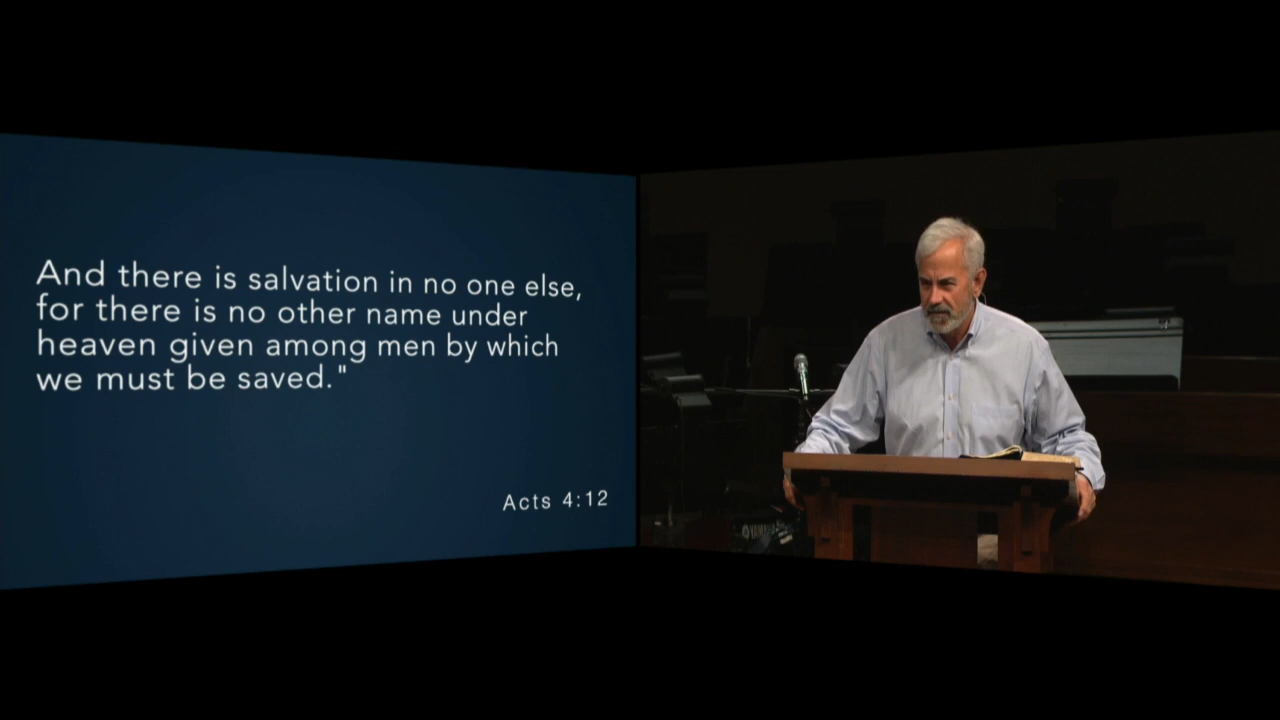 And there is salvation in no one else,
for there is no other name under
heaven given among men by which
we must be saved."
Acts 4:12
YAMAHA